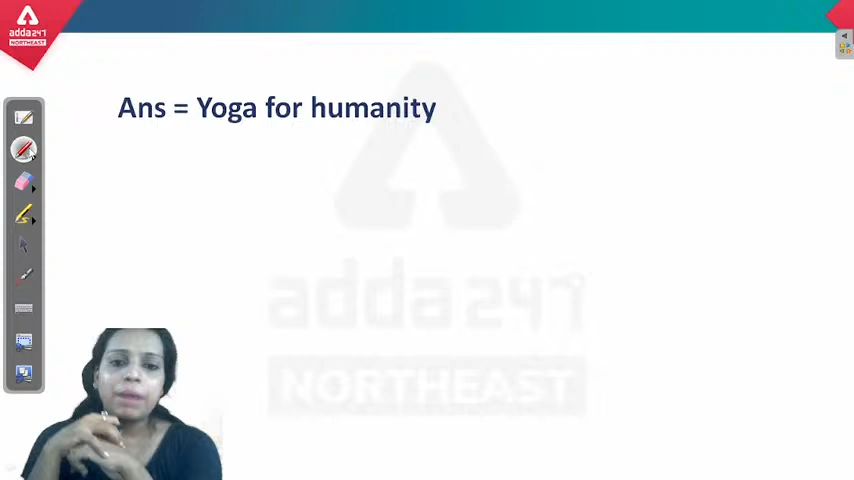 adda247
NORTHEAST
Ans = Yoga for humanity
adda247
NORTHEAST